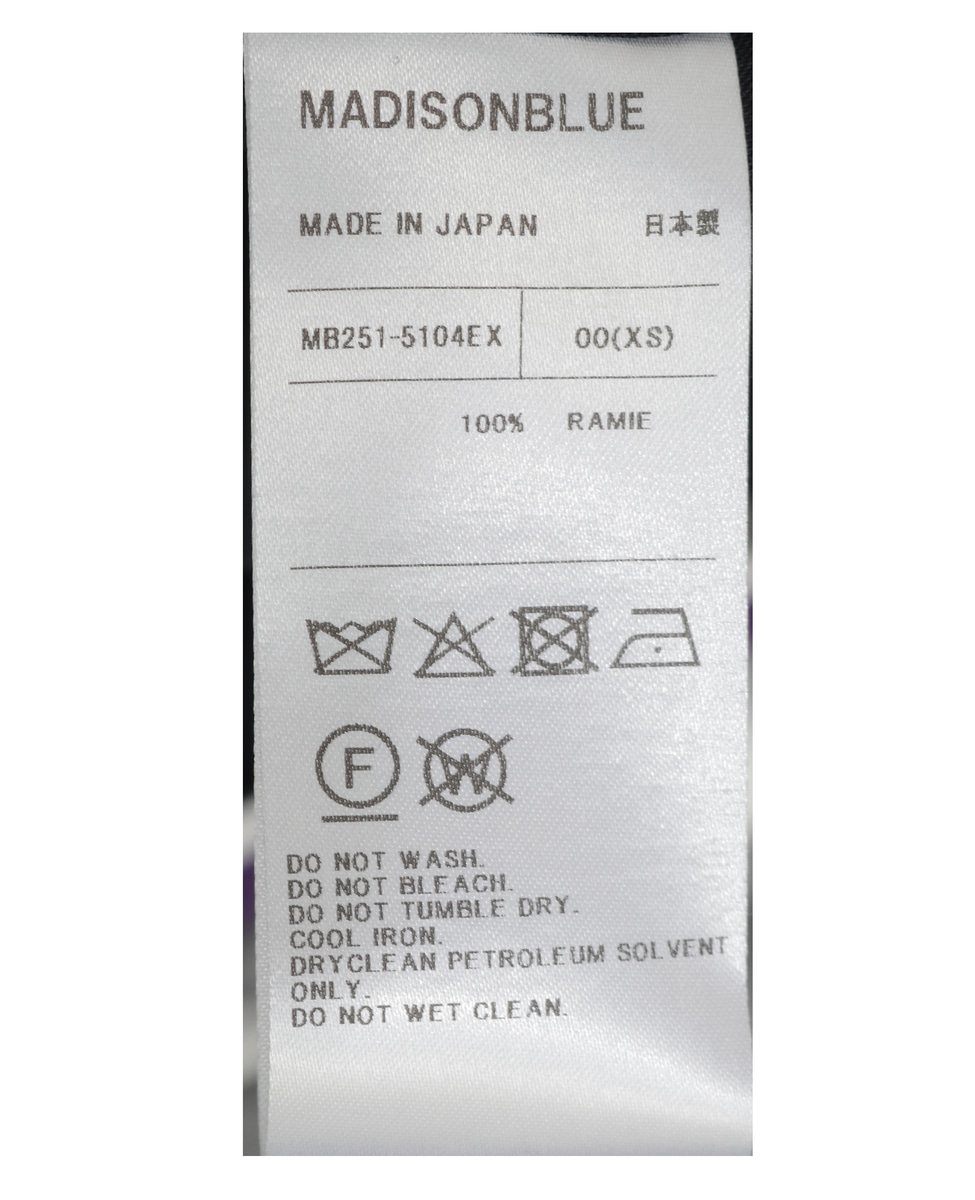 MADISONBLUE
MADE IN JAPAN 日本製
MB251-5104EX 00(XS)
100% RAMIE
F W
DO NOT WASH.
DO NOT BLEACH.
DO NOT TUMBLE DRY.
COOL IRON.
DRYCLEAN PETROLEUM SOLVENT
ONLY.
DO NOT WET CLEAN.